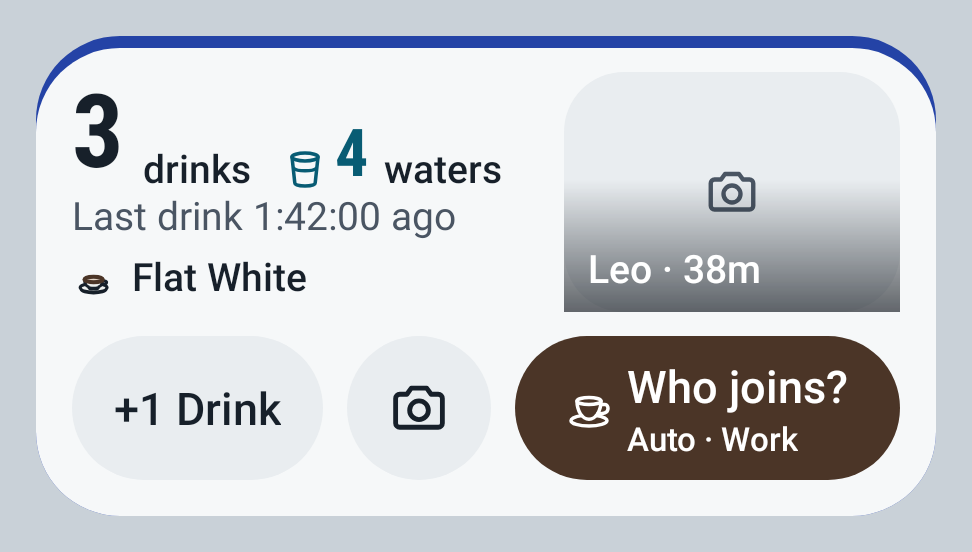 3 drinks 4 waters
Last drink 1:42:00 ago
Flat White
Leo · 38m
+1 Drink
Who joins?
Auto · Work